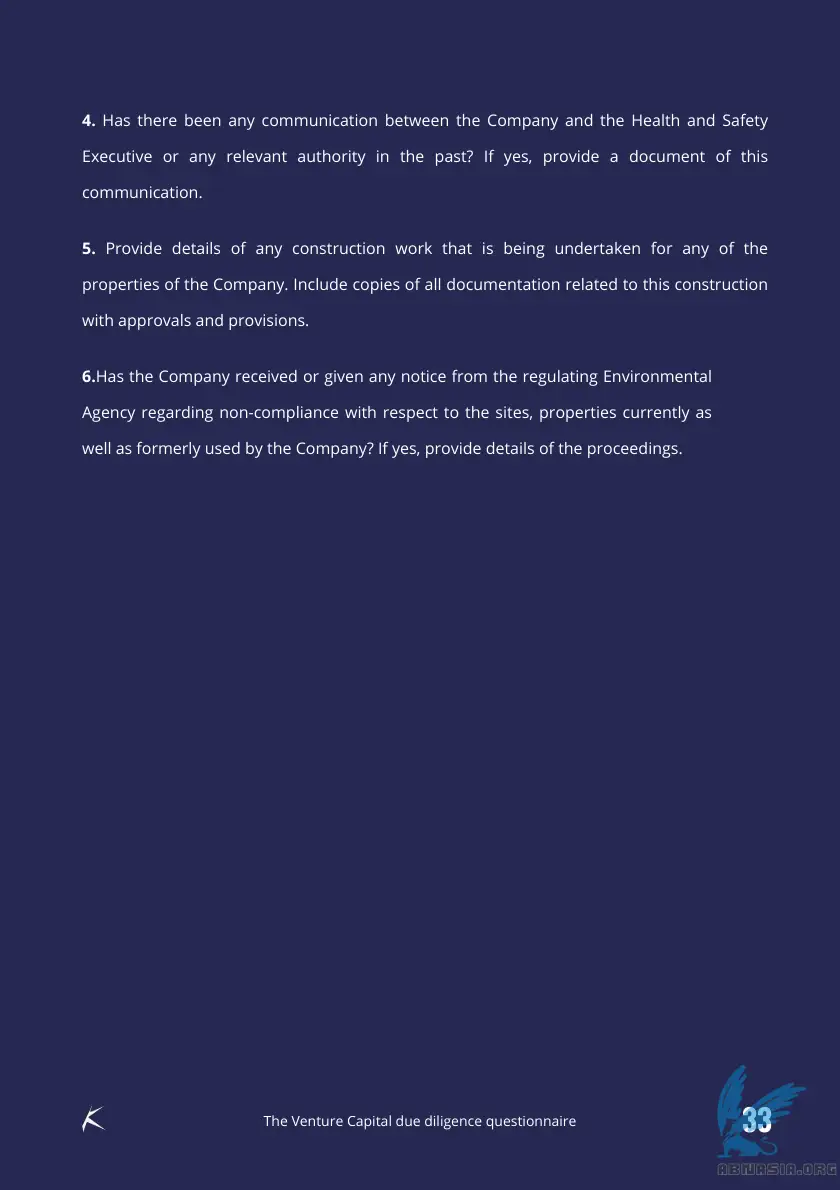 4. Has there been any communication between the Company and the Health and Safety
Executive or any relevant authority in the past? If yes, provide a document of this
communication.
5. Provide details of any construction work that is being undertaken for any of the
properties of the Company. Include copies of all documentation related to this construction
with approvals and provisions.
6.Has the Company received or given any notice from the regulating Environmental
Agency regarding non-compliance with respect to the sites, properties currently as
well as formerly used by the Company? If yes, provide details of the proceedings.
The Venture Capital due diligence questionnaire
33
ABNASIA.ORG